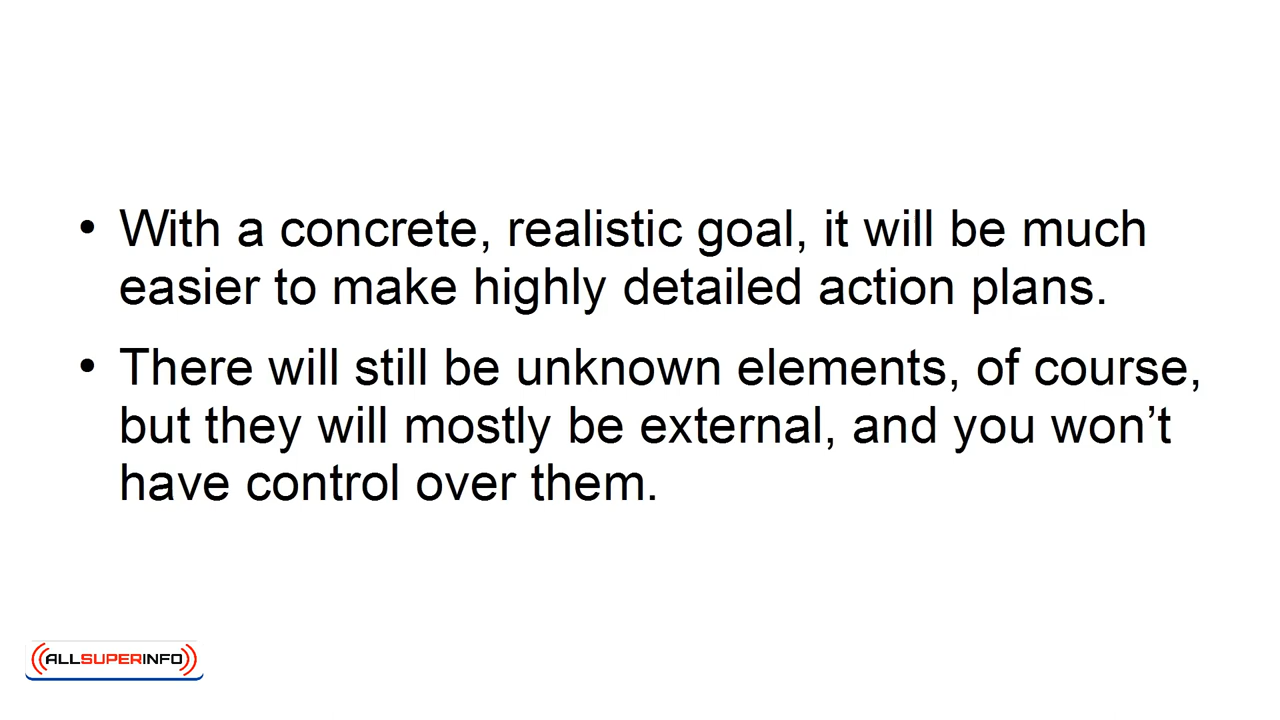 • With a concrete, realistic goal, it will be much
easier to make highly detailed action plans.
• There will still be unknown elements, of course,
but they will mostly be external, and you won’t
have control over them.
ALLSUPERINFO